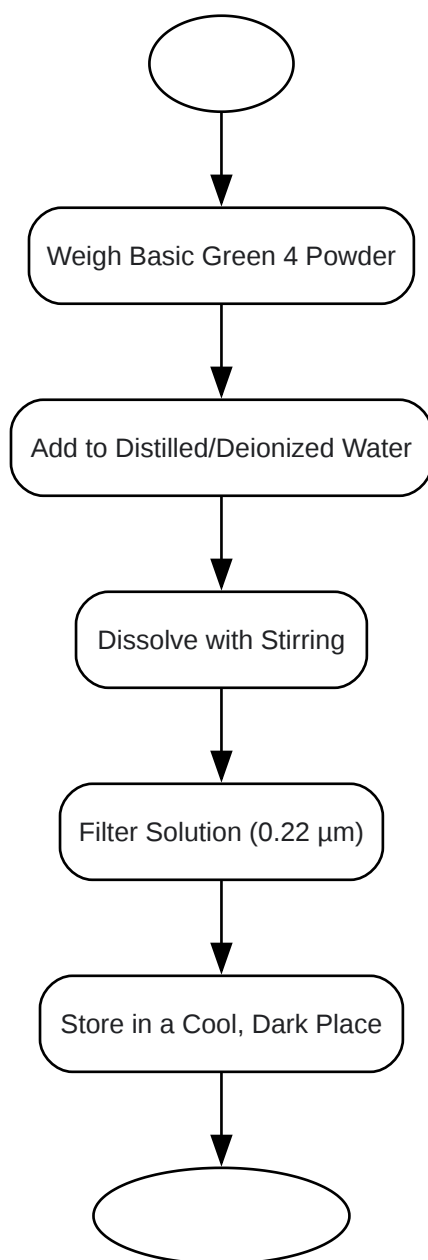 Weigh Basic Green 4 Powder
Add to Distilled/Deionized Water
Dissolve with Stirring
Filter Solution (0.22 µm)
Store in a Cool, Dark Place